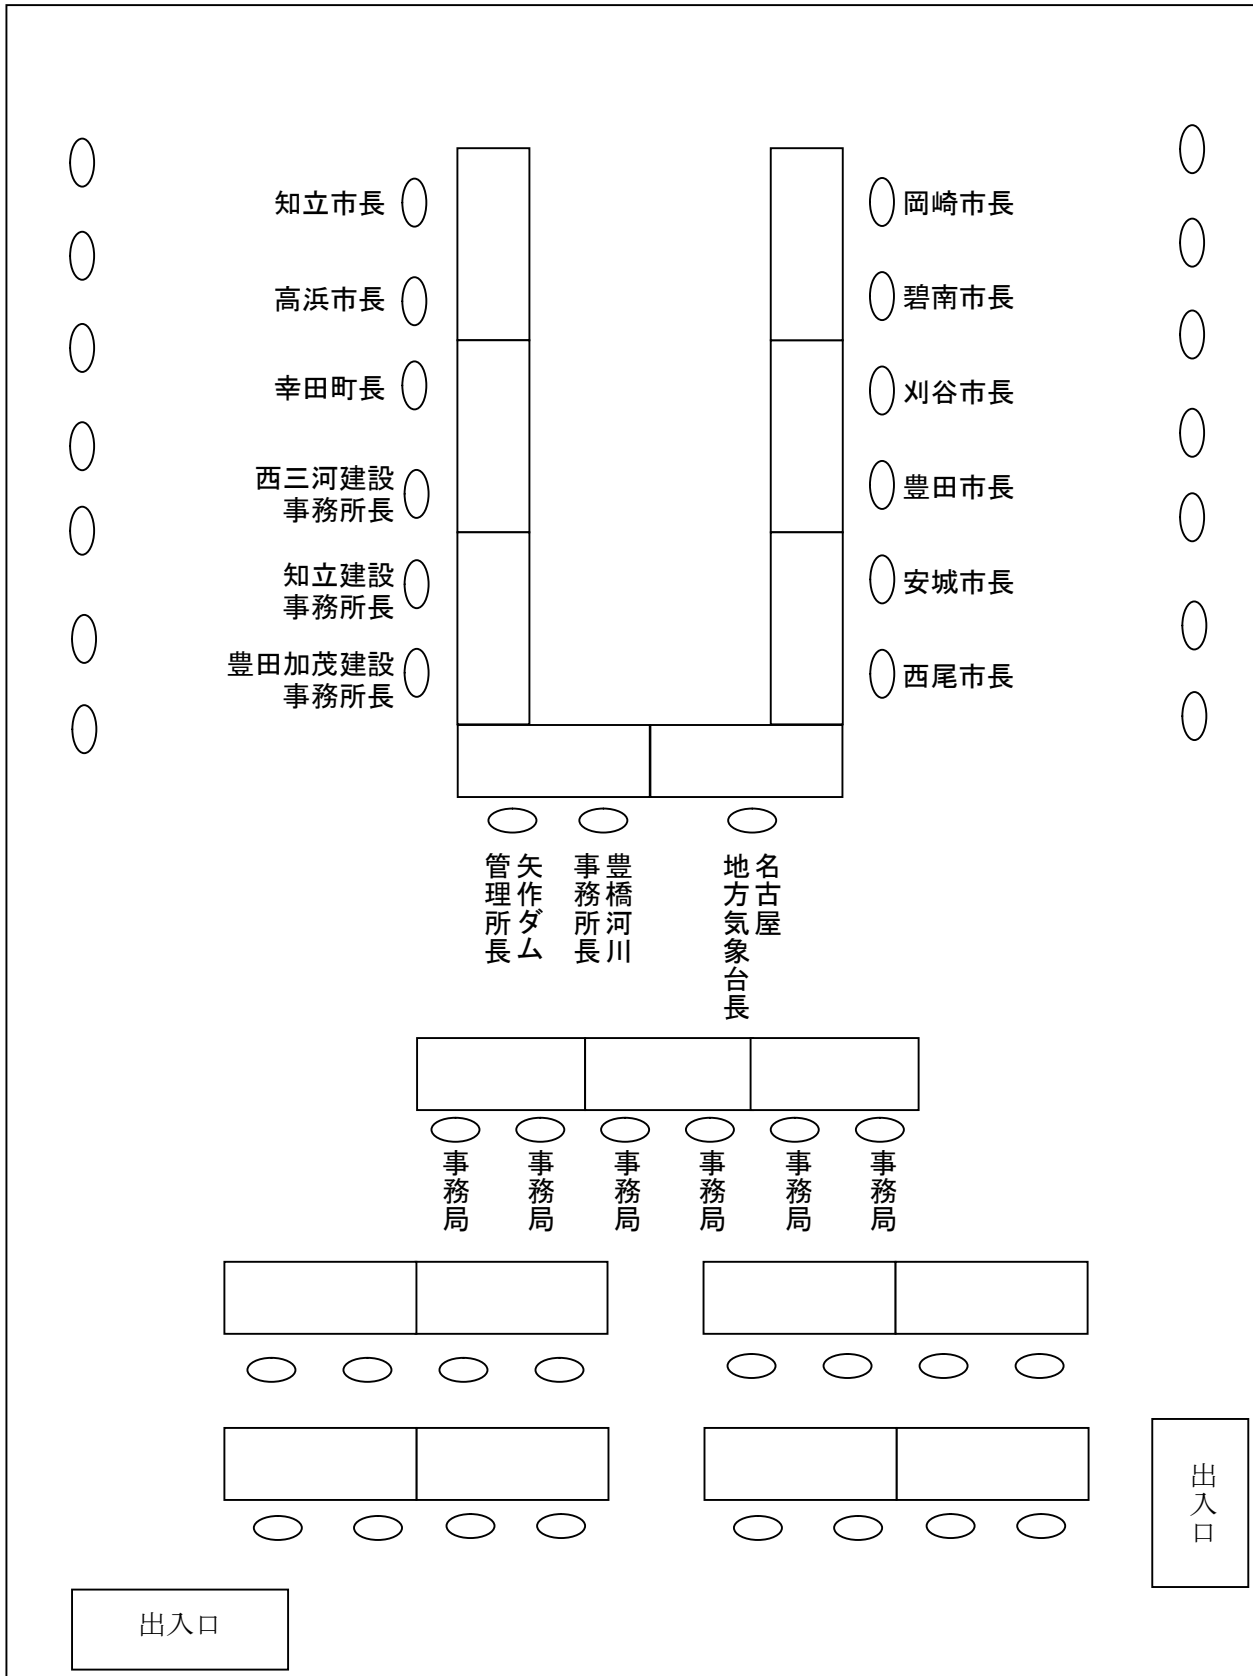 知立市長
高浜市長
幸田町長
西三河建設
事務所長
知立建設
事務所長
豊田加茂建設
事務所長
岡崎市長
碧南市長
刈谷市長
豊田市長
安城市長
西尾市長
矢作ダム
管理所長
豊橋河川
事務所長
名古屋
地方気象台長
事務局
事務局
事務局
事務局
事務局
事務局
出入口
出入口